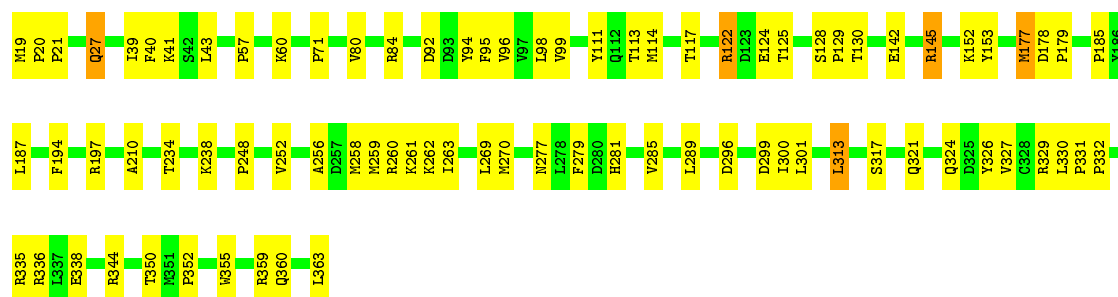 M19 P20 P21 Q27 I39 F40 K41 S42 L43 P57 K60 P71 V80 R84 D92 D93 Y94 F95 V96 V97 L98 V99 Y111 Q112 T113 M114 T117 R122 D123 E124 T125 S128 P129 T130 E142 R145 K152 Y153 M177 D178 P179 P185 Y186
L187 F194 R197 A210 T234 K238 P248 V252 A256 D257 M258 M259 R260 K261 K262 I263 L269 M270 N277 L278 F279 D280 H281 V285 L289 D296 D299 I300 L301 L313 S317 Q321 Q324 D325 Y326 V327 C328 R329 L330 P331 P332
R335 R336 L337 E338 R344 T350 M351 P352 W355 R359 Q360 L363